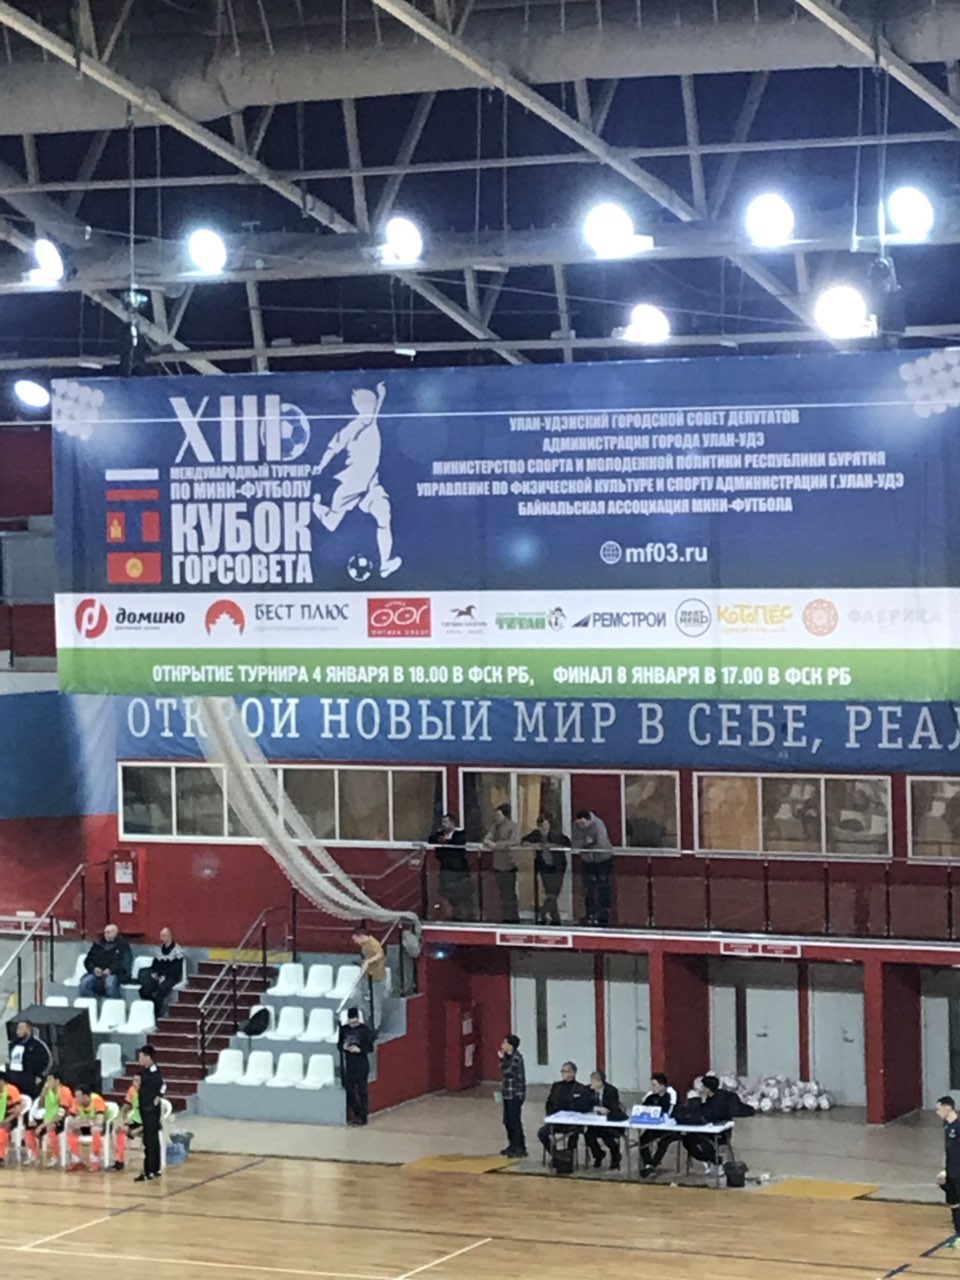 XIII
МЕЖДУНАРОДНЫЙ ТУРНИР
ПО МИНИ-ФУТБОЛУ
КУБОК
ГОРСОВЕТА
УЛАН-УДЭНСКИЙ ГОРОДСКОЙ СОВЕТ ДЕПУТАТОВ
АДМИНИСТРАЦИЯ ГОРОДА УЛАН-УДЭ
МИНИСТЕРСТВО СПОРТА И МОЛОДЕЖНОЙ ПОЛИТИКИ РЕСПУБЛИКИ БУРЯТИЯ
УПРАВЛЕНИЕ ПО ФИЗИЧЕСКОЙ КУЛЬТУРЕ И СПОРТУ АДМИНИСТРАЦИИ Г.УЛАН-УДЭ
БАЙКАЛЬСКАЯ АССОЦИАЦИЯ МИНИ-ФУТБОЛА
mf03.ru
домино
БЕСТ ПЛЮС
ТИТАН
РЕМСТРОЙ
КОТОПЕС
ФАБРИКА
ОТКРЫТИЕ ТУРНИРА 4 ЯНВАРЯ В 18.00 В ФСК РБ, ФИНАЛ 8 ЯНВАРЯ В 17.00 В ФСК РБ
ОТКРОЙ НОВЫЙ МИР В СЕБЕ, РЕАЛ